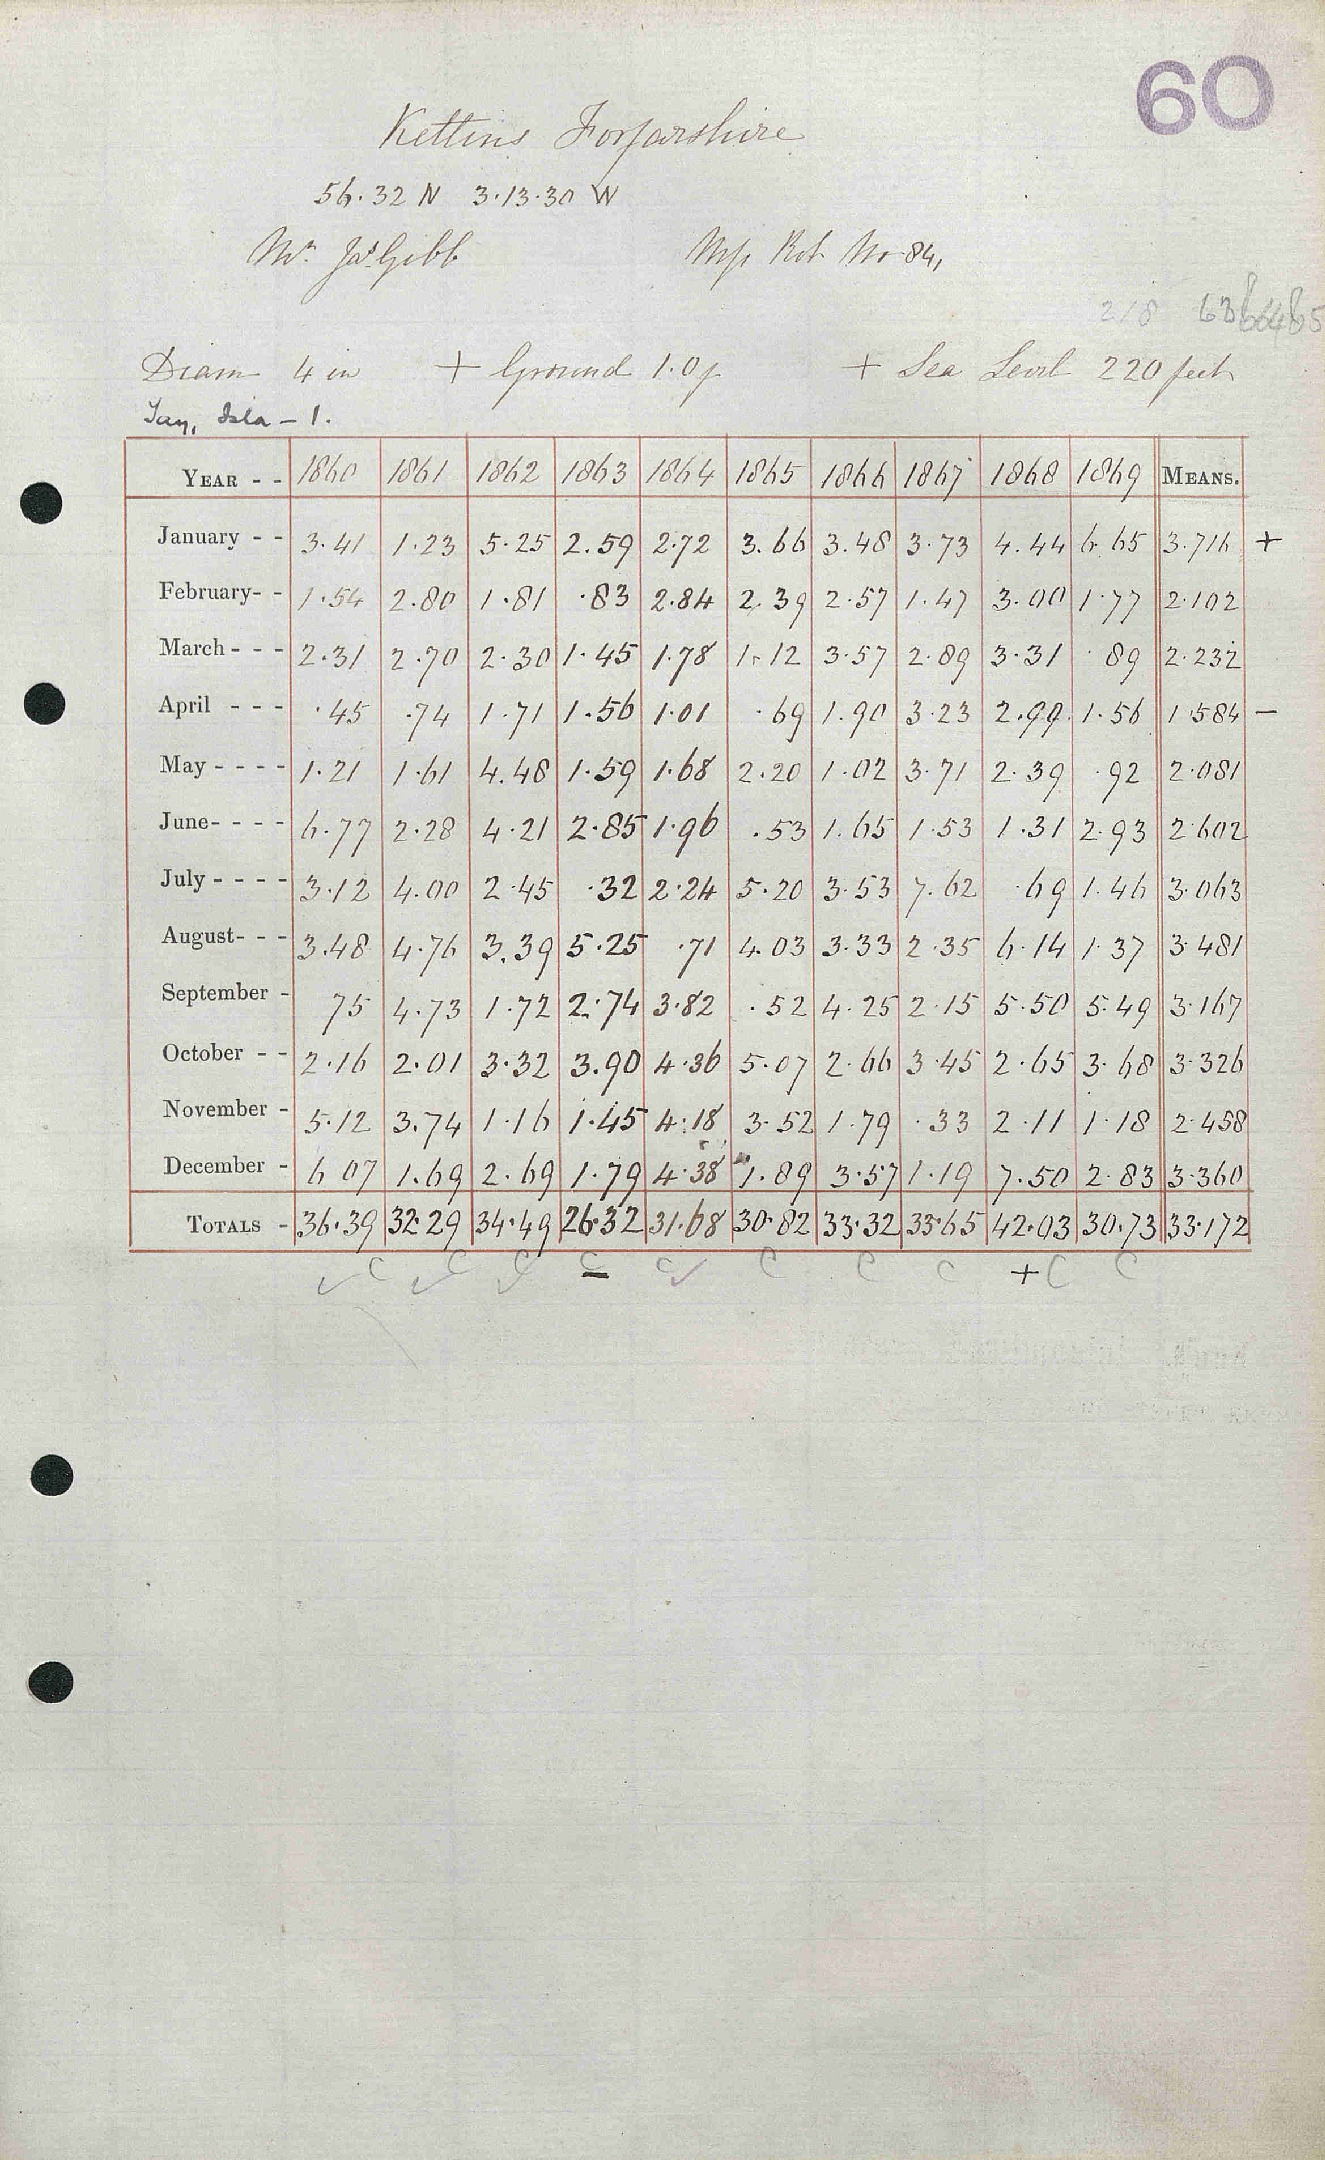 60
Kettins Forfarshire
56.32 N 3.13.30 W
Mr Jas Gibb
No 84,
218 63 64 65
Diam 4 in + Ground 1.0 f + Sea Level 220 feet
Tay, Isla - 1.
YEAR - - 1860 1861 1862 1863 1864 1865 1866 1867 1868 1869 MEANS.
January - - 3.41 1.23 5.25 2.59 2.72 3.66 3.48 3.73 4.44 6.65 3.716 +
February- - 1.54 2.80 1.81 .83 2.84 2.39 2.57 1.47 3.00 1.77 2.102
March - - - 2.31 2.70 2.30 1.45 1.78 1.12 3.57 2.89 3.31 .89 2.232
April - - - .45 .74 1.71 1.56 1.01 .69 1.90 3.23 2.99 1.56 1.584 -
May - - - - 1.21 1.61 4.48 1.59 1.68 2.20 1.02 3.71 2.39 .92 2.081
June- - - - 6.77 2.28 4.21 2.85 1.96 .53 1.65 1.53 1.31 2.93 2.602
July - - - - 3.12 4.00 2.45 .32 2.24 5.20 3.53 7.62 .69 1.46 3.063
August- - - 3.48 4.76 3.39 5.25 .71 4.03 3.33 2.35 6.14 1.37 3.481
September - 75 4.73 1.72 2.74 3.82 .52 4.25 2.15 5.50 5.49 3.167
October - - 2.16 2.01 3.32 3.90 4.36 5.07 2.66 3.45 2.65 3.68 3.326
November - 5.12 3.74 1.16 1.45 4.18 3.52 1.79 .33 2.11 1.18 2.458
December - 6 07 1.69 2.69 1.79 4.38 1.89 3.57 1.19 7.50 2.83 3.360
TOTALS - 36.39 32.29 34.49 26.32 31.68 30.82 33.32 33.65 42.03 30.73 33.172
C C C C C C C C + C C